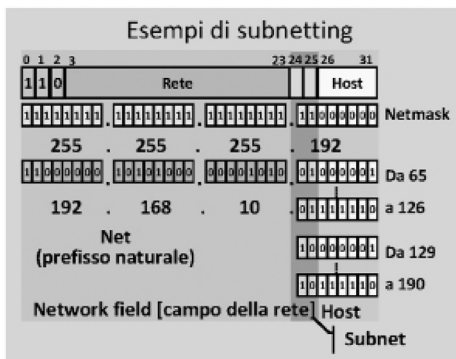 Esempi di subnetting
0 1 2 3 23 24 25 26 31
1 1 0 Rete Host
11111111.11111111.11111111.11000000 Netmask
255 . 255 . 255 . 192
11000000.10101000.00001010.01000001 Da 65
192 . 168 . 10 . 01111110 a 126
Net
(prefisso naturale)
10000001 Da 129
10111110 a 190
Network field [campo della rete] Host
Subnet